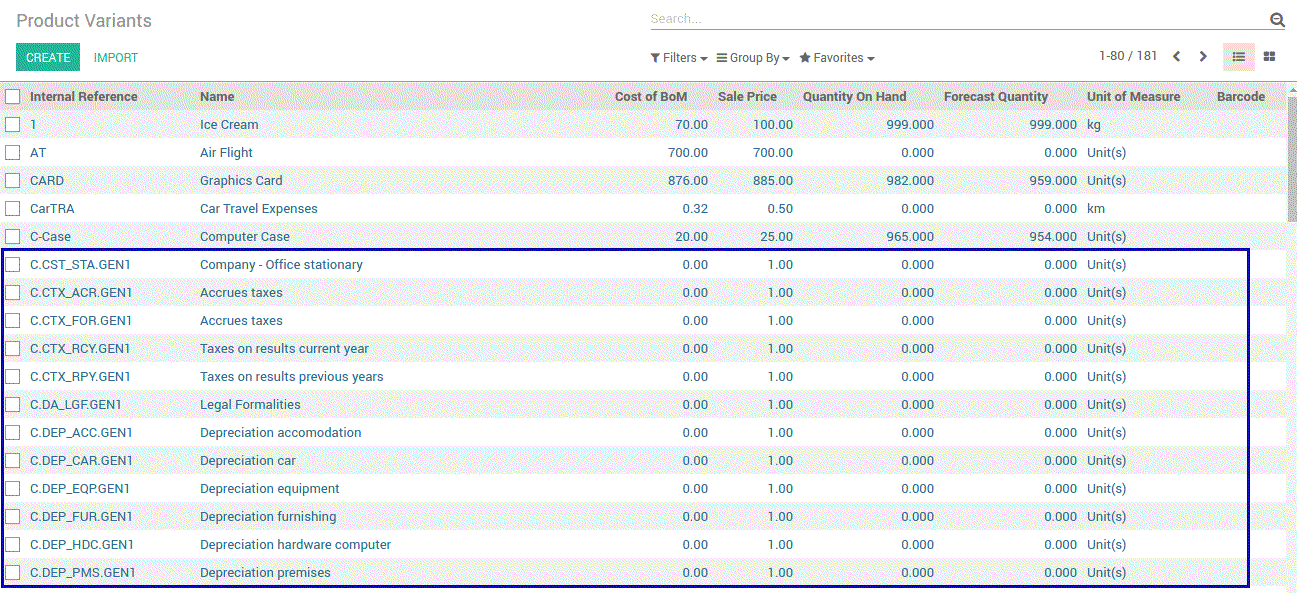 Product Variants
Search...
CREATE IMPORT
Filters Group By Favorites 1-80 / 181
Internal Reference Name Cost of BoM Sale Price Quantity On Hand Forecast Quantity Unit of Measure Barcode
1 Ice Cream 70.00 100.00 999.000 999.000 kg
AT Air Flight 700.00 700.00 0.000 0.000 Unit(s)
CARD Graphics Card 876.00 885.00 982.000 959.000 Unit(s)
CarTRA Car Travel Expenses 0.32 0.50 0.000 0.000 km
C-Case Computer Case 20.00 25.00 965.000 954.000 Unit(s)
C.CST_STA.GEN1 Company - Office stationary 0.00 1.00 0.000 0.000 Unit(s)
C.CTX_ACR.GEN1 Accrues taxes 0.00 1.00 0.000 0.000 Unit(s)
C.CTX_FOR.GEN1 Accrues taxes 0.00 1.00 0.000 0.000 Unit(s)
C.CTX_RCY.GEN1 Taxes on results current year 0.00 1.00 0.000 0.000 Unit(s)
C.CTX_RPY.GEN1 Taxes on results previous years 0.00 1.00 0.000 0.000 Unit(s)
C.DA_LGF.GEN1 Legal Formalities 0.00 1.00 0.000 0.000 Unit(s)
C.DEP_ACC.GEN1 Depreciation accomodation 0.00 1.00 0.000 0.000 Unit(s)
C.DEP_CAR.GEN1 Depreciation car 0.00 1.00 0.000 0.000 Unit(s)
C.DEP_EQP.GEN1 Depreciation equipment 0.00 1.00 0.000 0.000 Unit(s)
C.DEP_FUR.GEN1 Depreciation furnishing 0.00 1.00 0.000 0.000 Unit(s)
C.DEP_HDC.GEN1 Depreciation hardware computer 0.00 1.00 0.000 0.000 Unit(s)
C.DEP_PMS.GEN1 Depreciation premises 0.00 1.00 0.000 0.000 Unit(s)